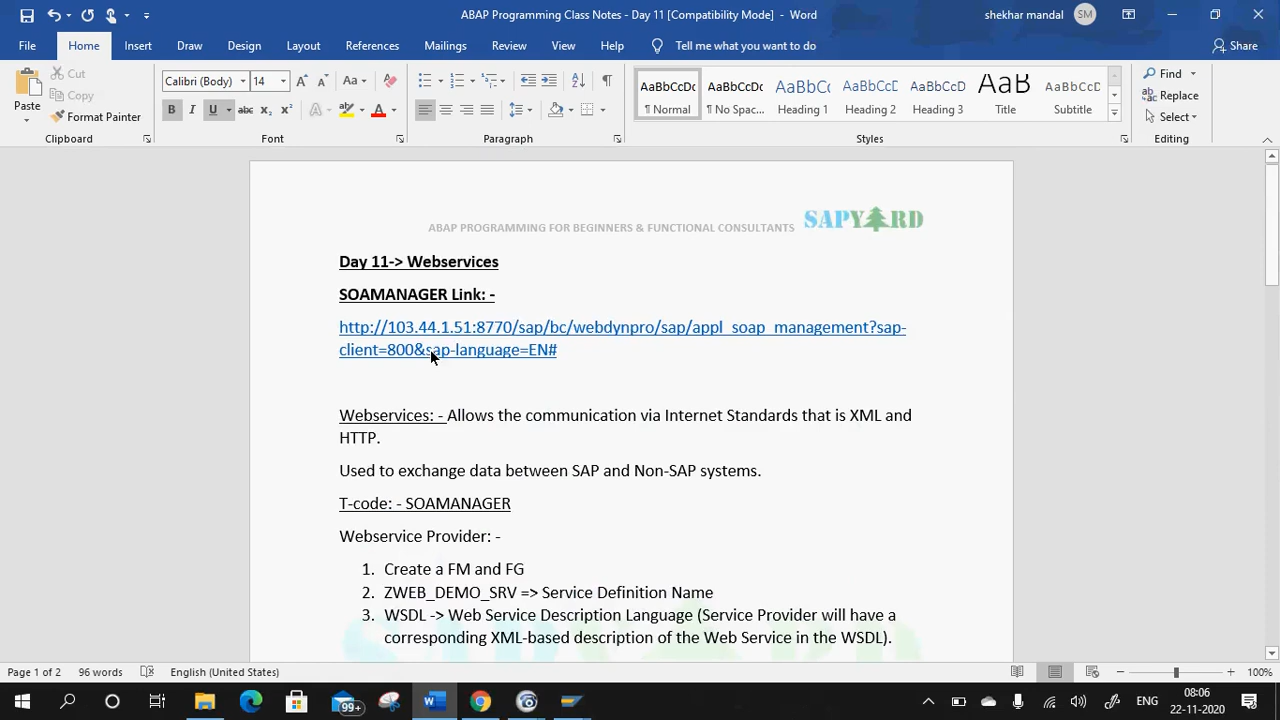 ABAP Programming Class Notes - Day 11 [Compatibility Mode] - Word
shekhar mandal
SM
File Home Insert Draw Design Layout References Mailings Review View Help Tell me what you want to do Share
Paste
Cut
Copy
Format Painter
Clipboard
Calibri (Body) 14
Aa
B I U abc x₂ x² A A
Font
Paragraph
AaBbCcDc AaBbCcDc AaBbC AaBbCc AaBbCcD AaB AaBbCcD
¶ Normal ¶ No Spac... Heading 1 Heading 2 Heading 3 Title Subtitle
Styles
Find
Replace
Select
Editing
ABAP PROGRAMMING FOR BEGINNERS & FUNCTIONAL CONSULTANTS SAPYARD
Day 11-> Webservices
SOAMANAGER Link: -
http://103.44.1.51:8770/sap/bc/webdynpro/sap/appl_soap_management?sap-
client=800&sap-language=EN#
Webservices: - Allows the communication via Internet Standards that is XML and
HTTP.
Used to exchange data between SAP and Non-SAP systems.
T-code: - SOAMANAGER
Webservice Provider: -
1. Create a FM and FG
2. ZWEB_DEMO_SRV => Service Definition Name
3. WSDL -> Web Service Description Language (Service Provider will have a
corresponding XML-based description of the Web Service in the WSDL).
Page 1 of 2 96 words English (United States) 100%
99+
ENG
08:06
22-11-2020